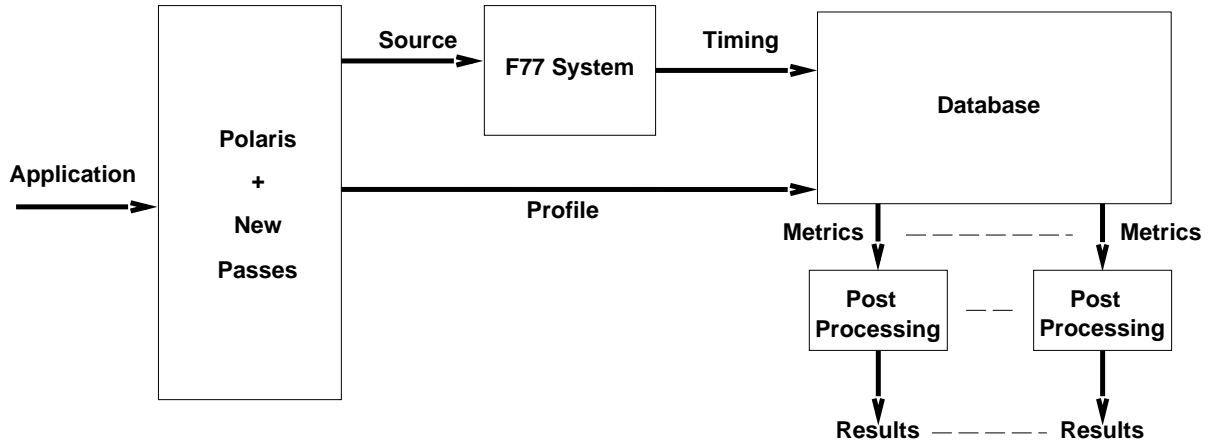 Source
Timing
F77 System
Database
Polaris
+
New
Passes
Application
Profile
Metrics
Metrics
Post
Processing
Post
Processing
Results
Results